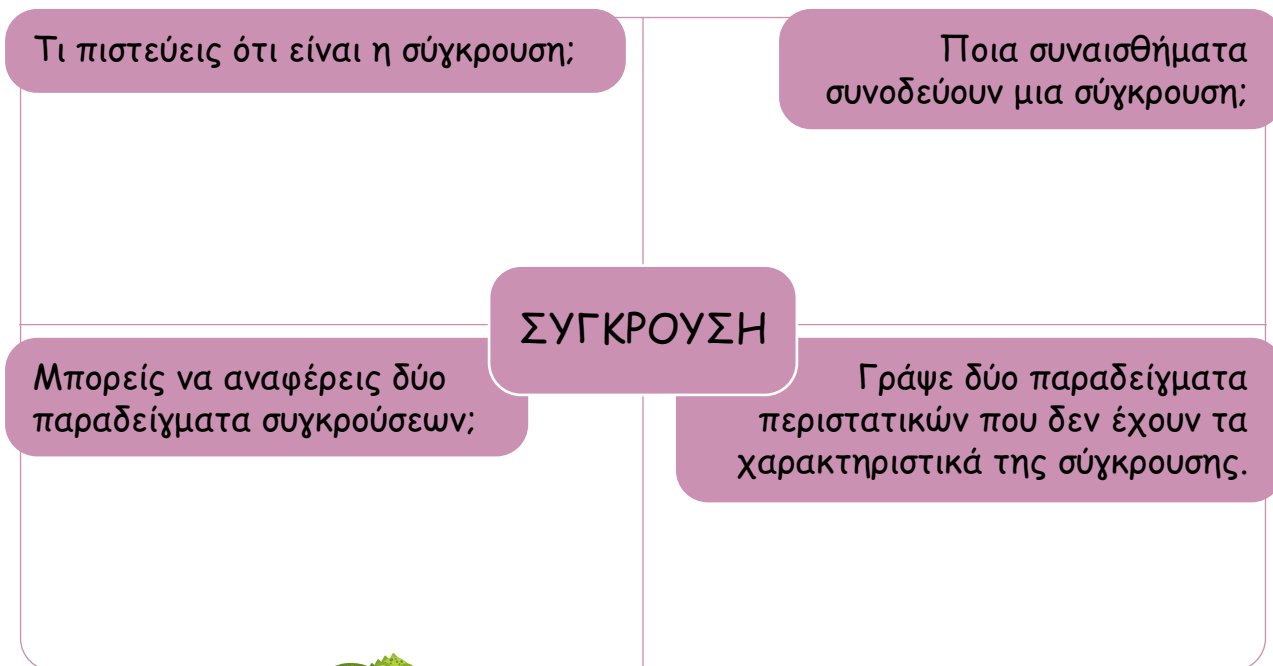 Τι πιστεύεις ότι είναι η σύγκρουση;
Ποια συναισθήματα
συνοδεύουν μια σύγκρουση;
ΣΥΓΚΡΟΥΣΗ
Μπορείς να αναφέρεις δύο
παραδείγματα συγκρούσεων;
Γράψε δύο παραδείγματα
περιστατικών που δεν έχουν τα
χαρακτηριστικά της σύγκρουσης.